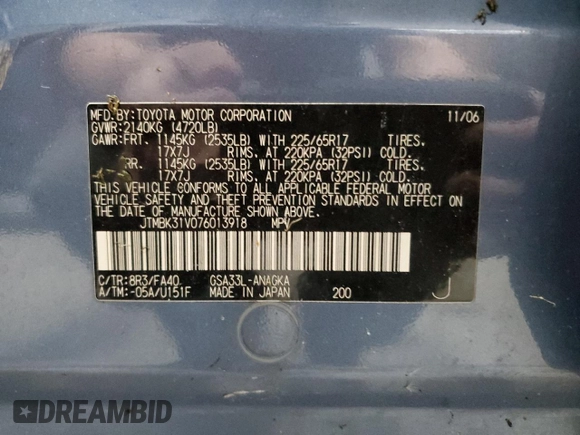 MFD.BY:TOYOTA MOTOR CORPORATION 11/06
GVWR:2140KG (4720LB)
GAWR:FRT. 1145KG (2535LB) WITH 225/65R17 TIRES.
17X7J RIMS. AT 220KPA (32PSI) COLD.
RR. 1145KG (2535LB) WITH 225/65R17 TIRES.
17X7J RIMS. AT 220KPA (32PSI) COLD.
THIS VEHICLE CONFORMS TO ALL APPLICABLE FEDERAL MOTOR
VEHICLE SAFETY AND THEFT PREVENTION STANDARDS IN EFFECT ON
THE DATE OF MANUFACTURE SHOWN ABOVE.
JTMBK31V076013918 MPV
C/TR:8R3/FA40 GSA33L-ANAGKA
A/TM:-05A/U151F MADE IN JAPAN 200 J
DREAMBID